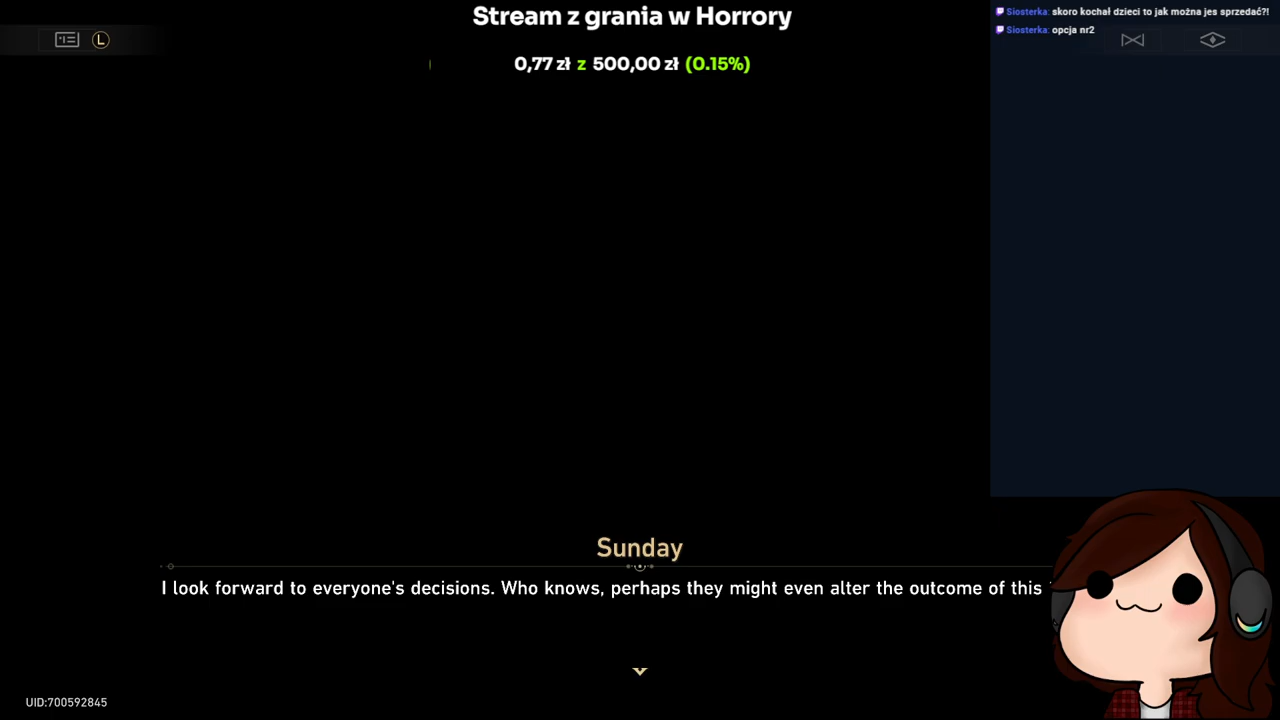 Stream z grania w Horrory
0,77 zł z 500,00 zł (0.15%)
Siosterka: skoro kochał dzieci to jak można jes sprzedać?!
Siosterka: opcja nr2
L
Sunday
I look forward to everyone's decisions. Who knows, perhaps they might even alter the outcome of this
UID:700592845